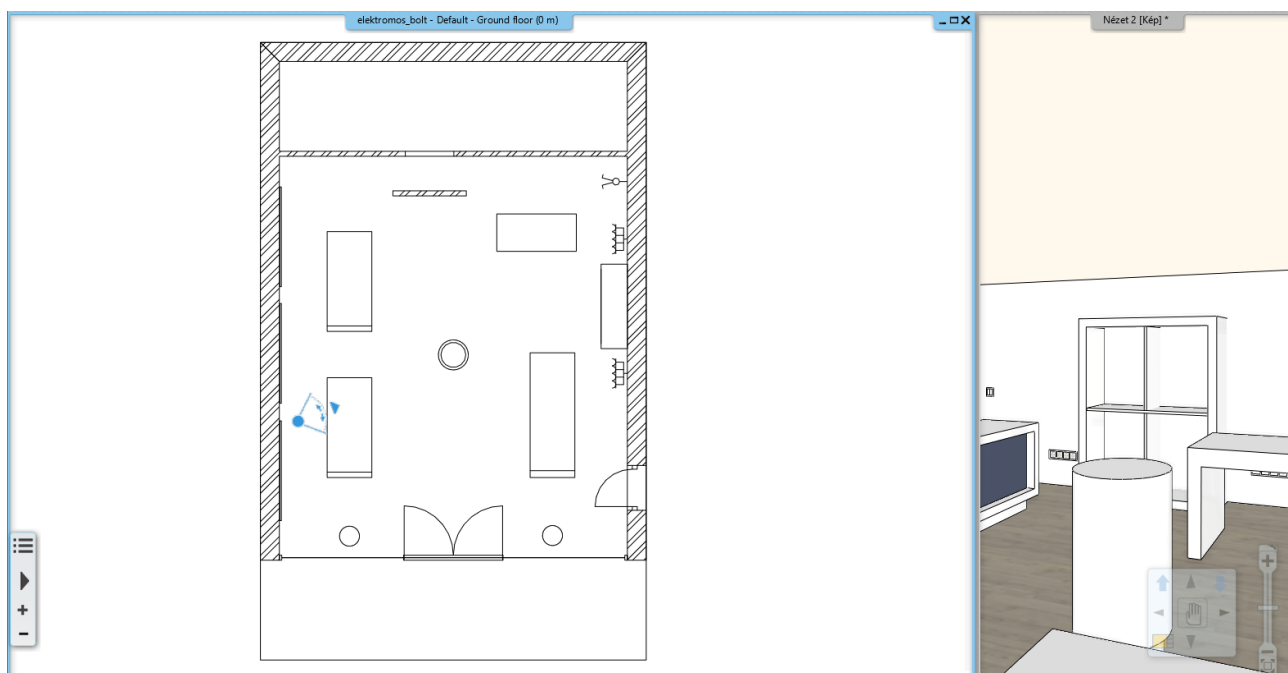 elektromos_bolt - Default - Ground floor (0 m)
Nézet 2 [Kép] *